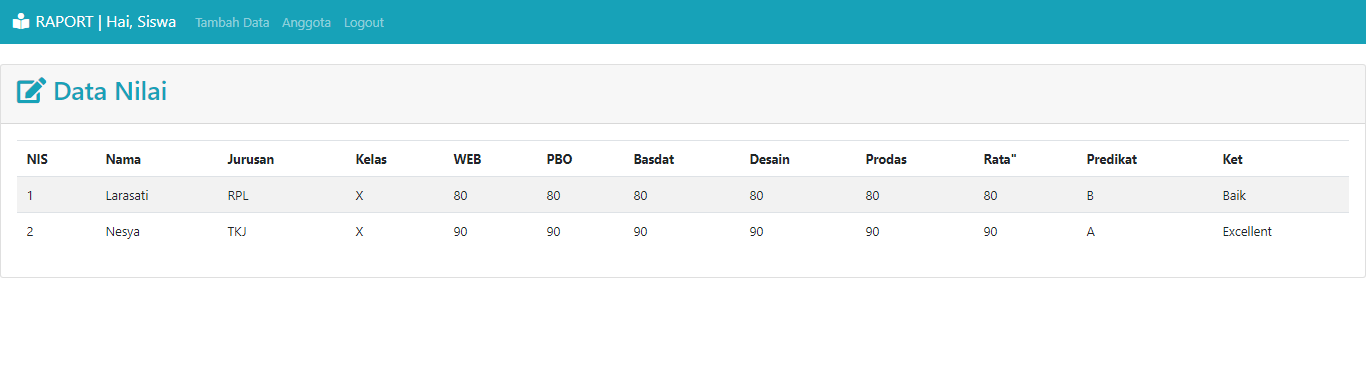 RAPORT | Hai, Siswa Tambah Data Anggota Logout
Data Nilai
NIS Nama Jurusan Kelas WEB PBO Basdat Desain Prodas Rata" Predikat Ket
1 Larasati RPL X 80 80 80 80 80 80 B Baik
2 Nesya TKJ X 90 90 90 90 90 90 A Excellent